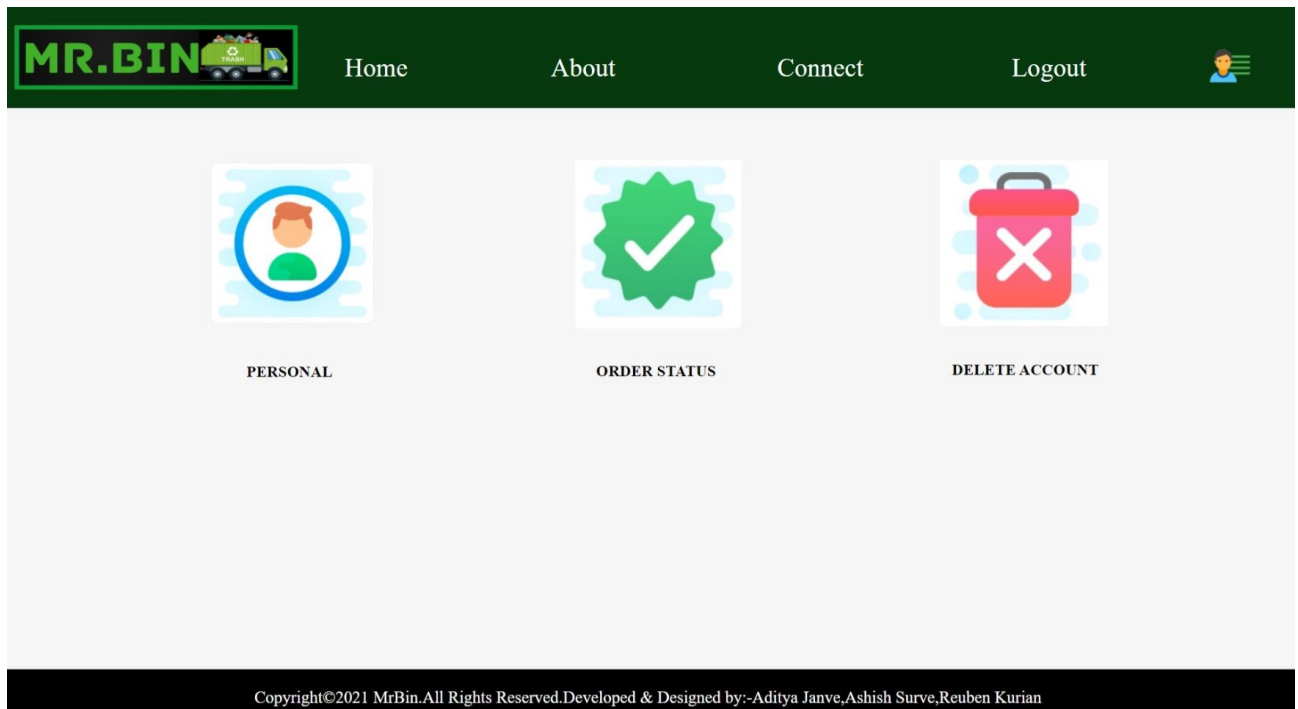 MR.BIN
TRASH
Home About Connect Logout
PERSONAL ORDER STATUS DELETE ACCOUNT
Copyright©2021 MrBin.All Rights Reserved.Developed & Designed by:-Aditya Janve,Ashish Surve,Reuben Kurian